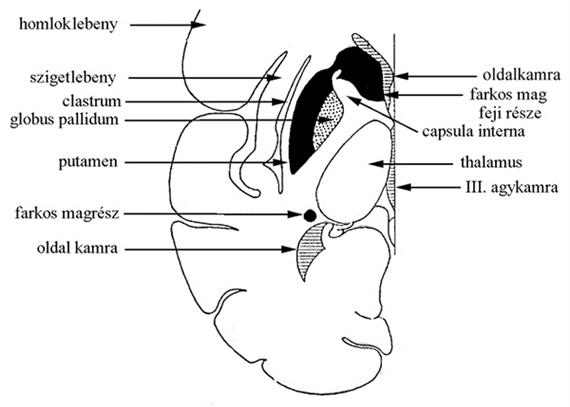 homloklebeny
szigetlebeny
clastrum
globus pallidum
putamen
farkos magrész
oldal kamra
oldalkamra
farkos mag
feji része
capsula interna
thalamus
III. agykamra